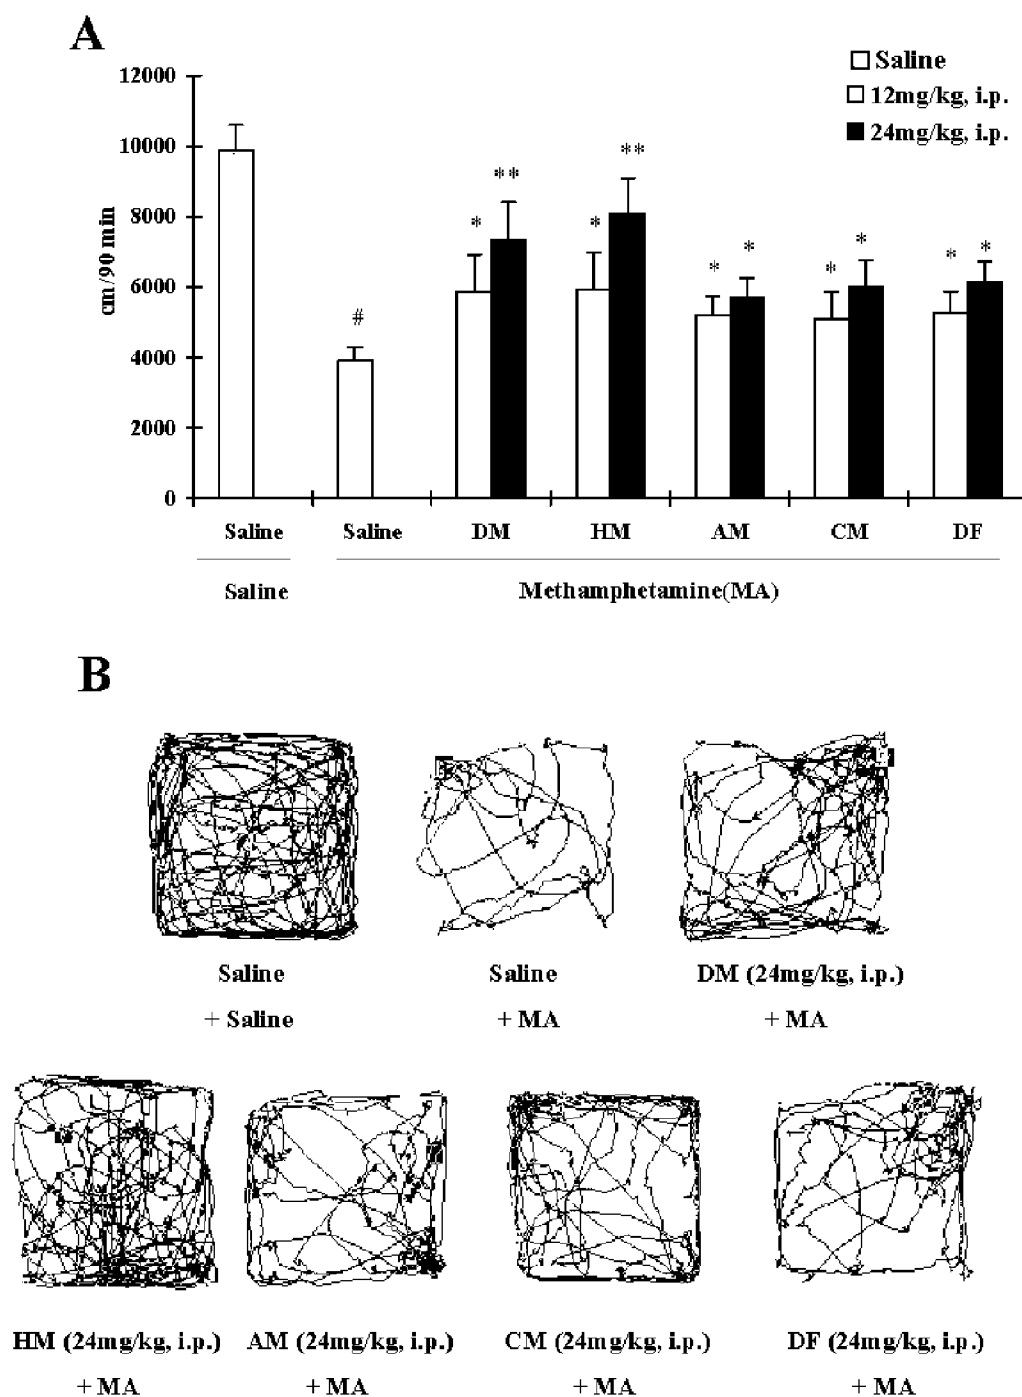 A
Saline
12mg/kg, i.p.
24mg/kg, i.p.
cm/90 min
12000
10000
8000
6000
4000
2000
0
#
* ** * ** * * * * * *
Saline Saline DM HM AM CM DF
Saline Methamphetamine(MA)
B
Saline Saline DM (24mg/kg, i.p.)
+ Saline + MA + MA
HM (24mg/kg, i.p.) AM (24mg/kg, i.p.) CM (24mg/kg, i.p.) DF (24mg/kg, i.p.)
+ MA + MA + MA + MA